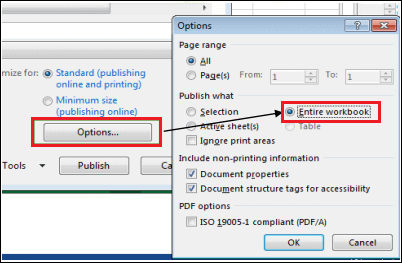 mize for:
Standard (publishing
online and printing)
Minimum size
(publishing online)
Options...
Tools
Publish
Ca
Options
?
Page range
All
Page(s) From: 1 To: 1
Publish what
Selection
Entire workbook
Active sheet(s)
Table
Ignore print areas
Include non-printing information
Document properties
Document structure tags for accessibility
PDF options
ISO 19005-1 compliant (PDF/A)
OK
Cancel